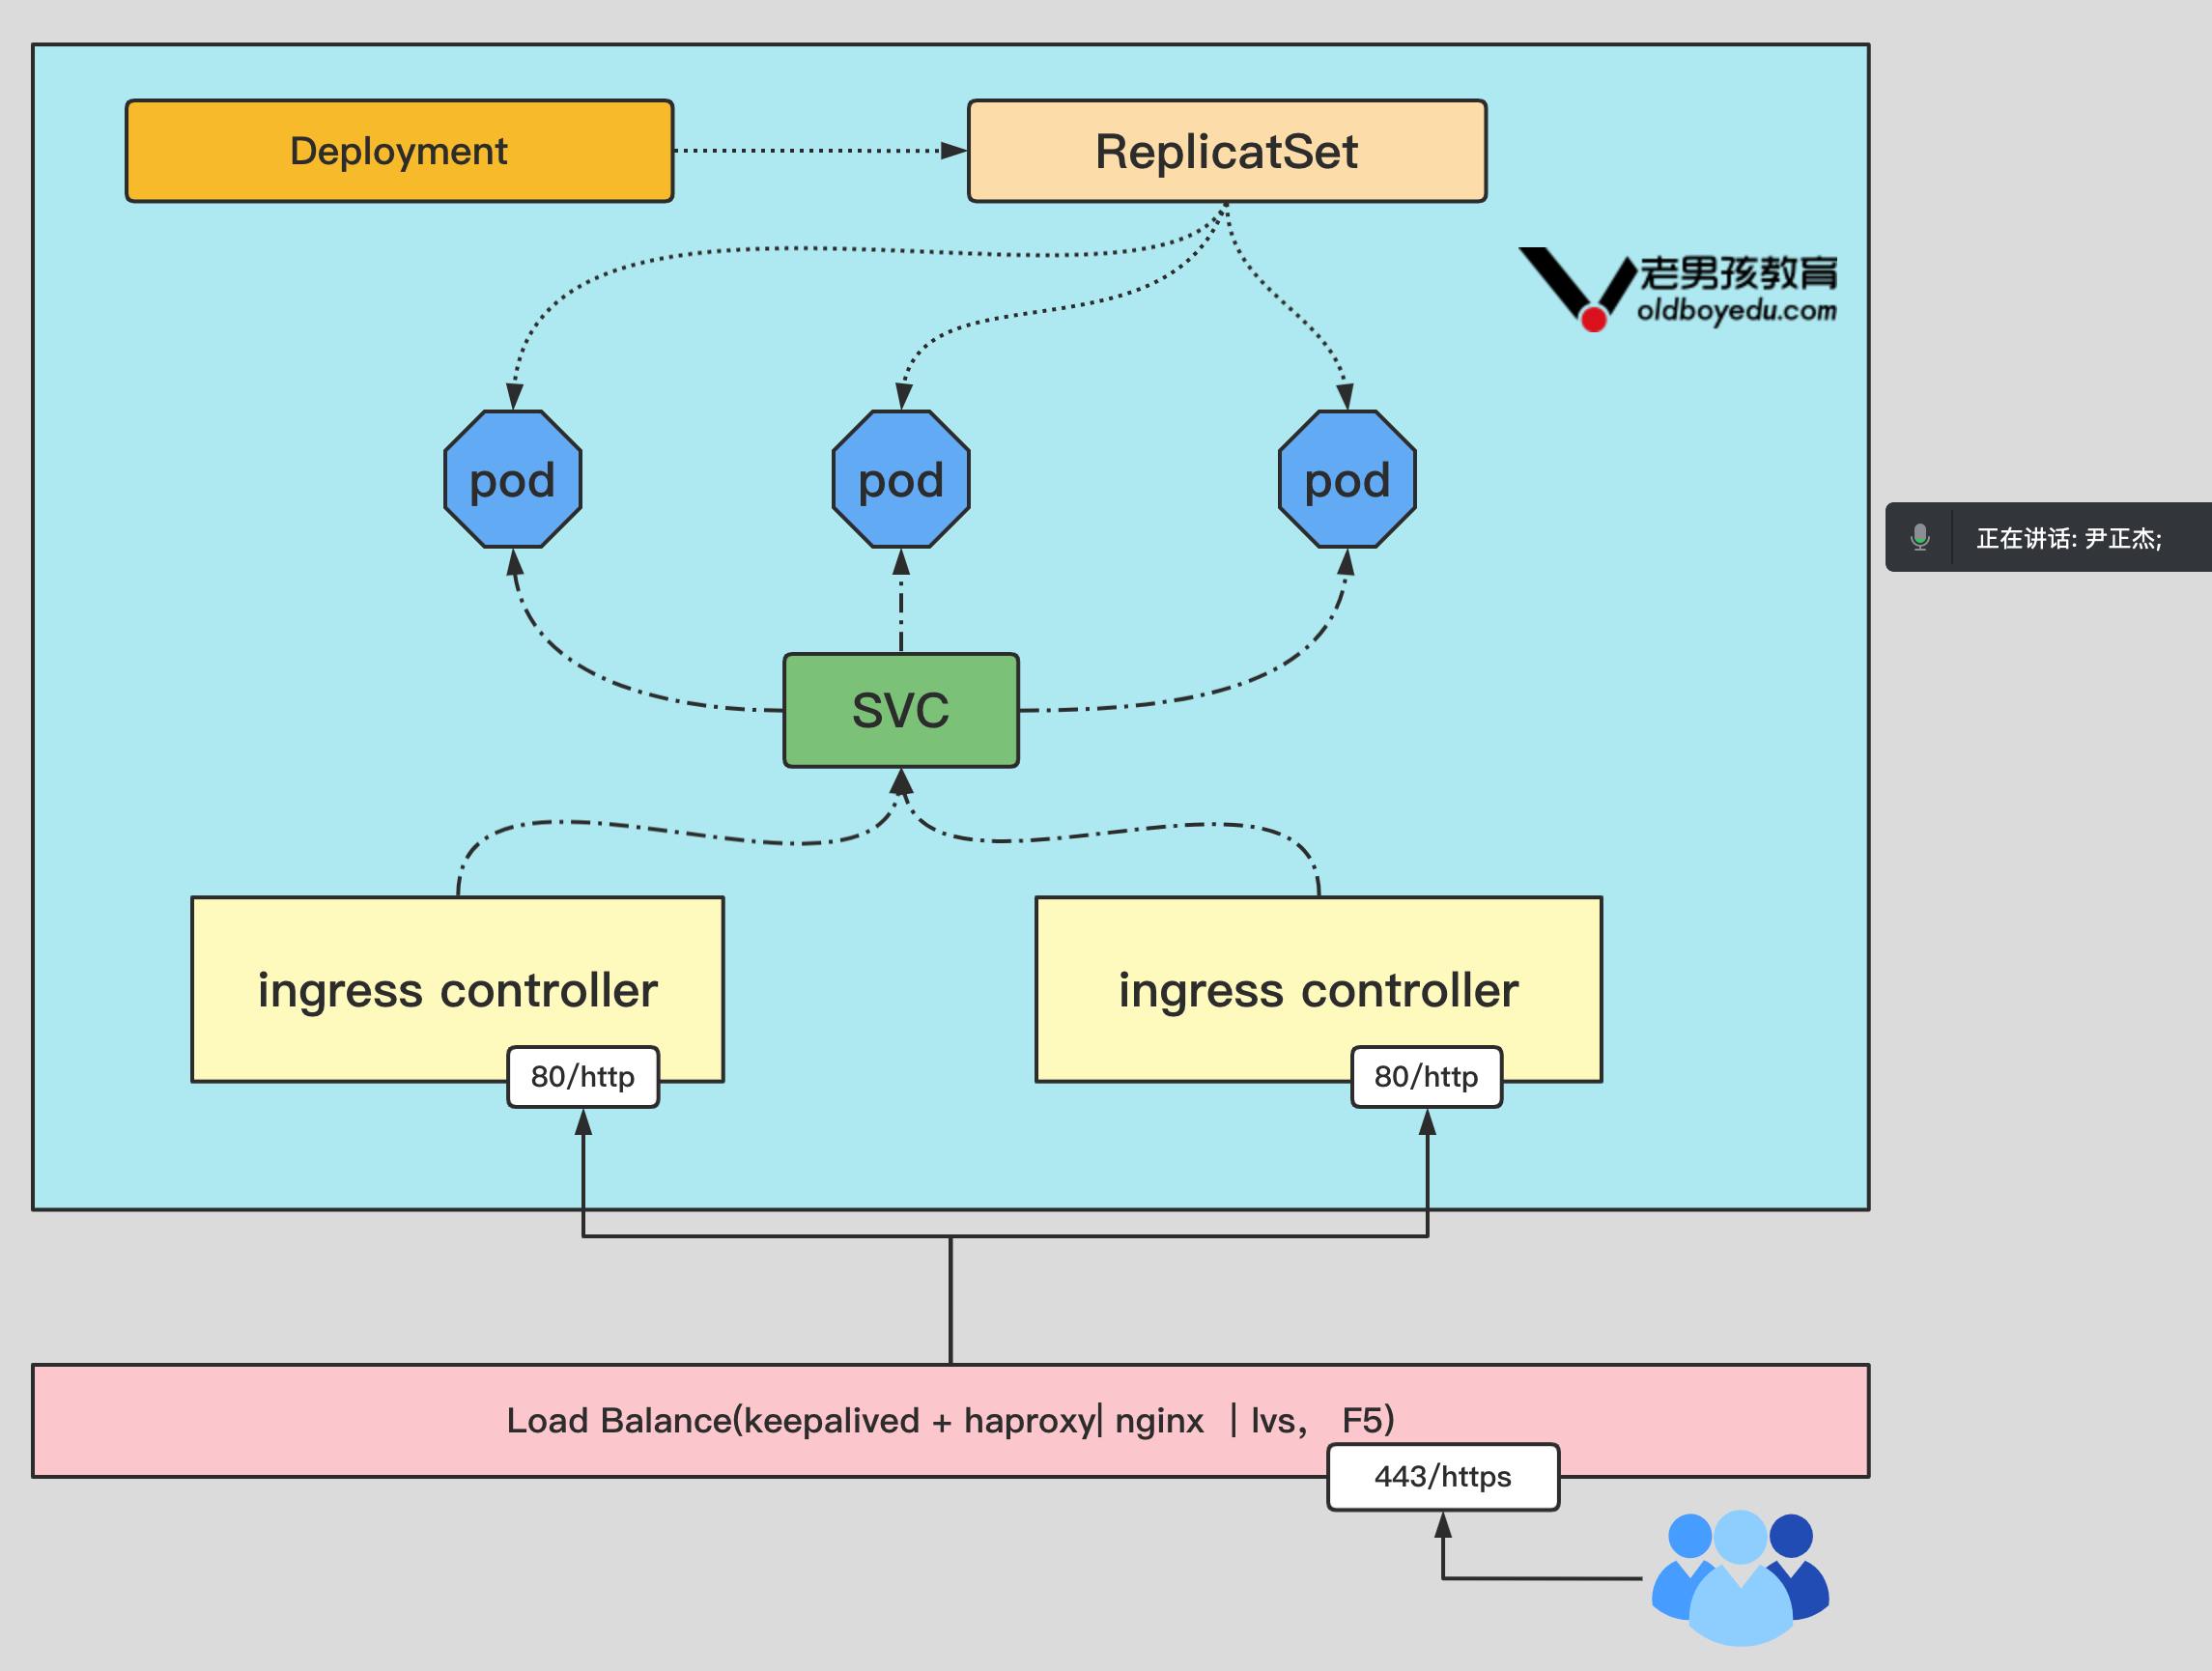 Deployment
ReplicatSet
老男孩教育
oldboyedu.com
pod
pod
pod
正在讲话: 尹正杰;
SVC
ingress controller
ingress controller
80/http
80/http
Load Balance(keepalived + haproxy| nginx | lvs， F5)
443/https